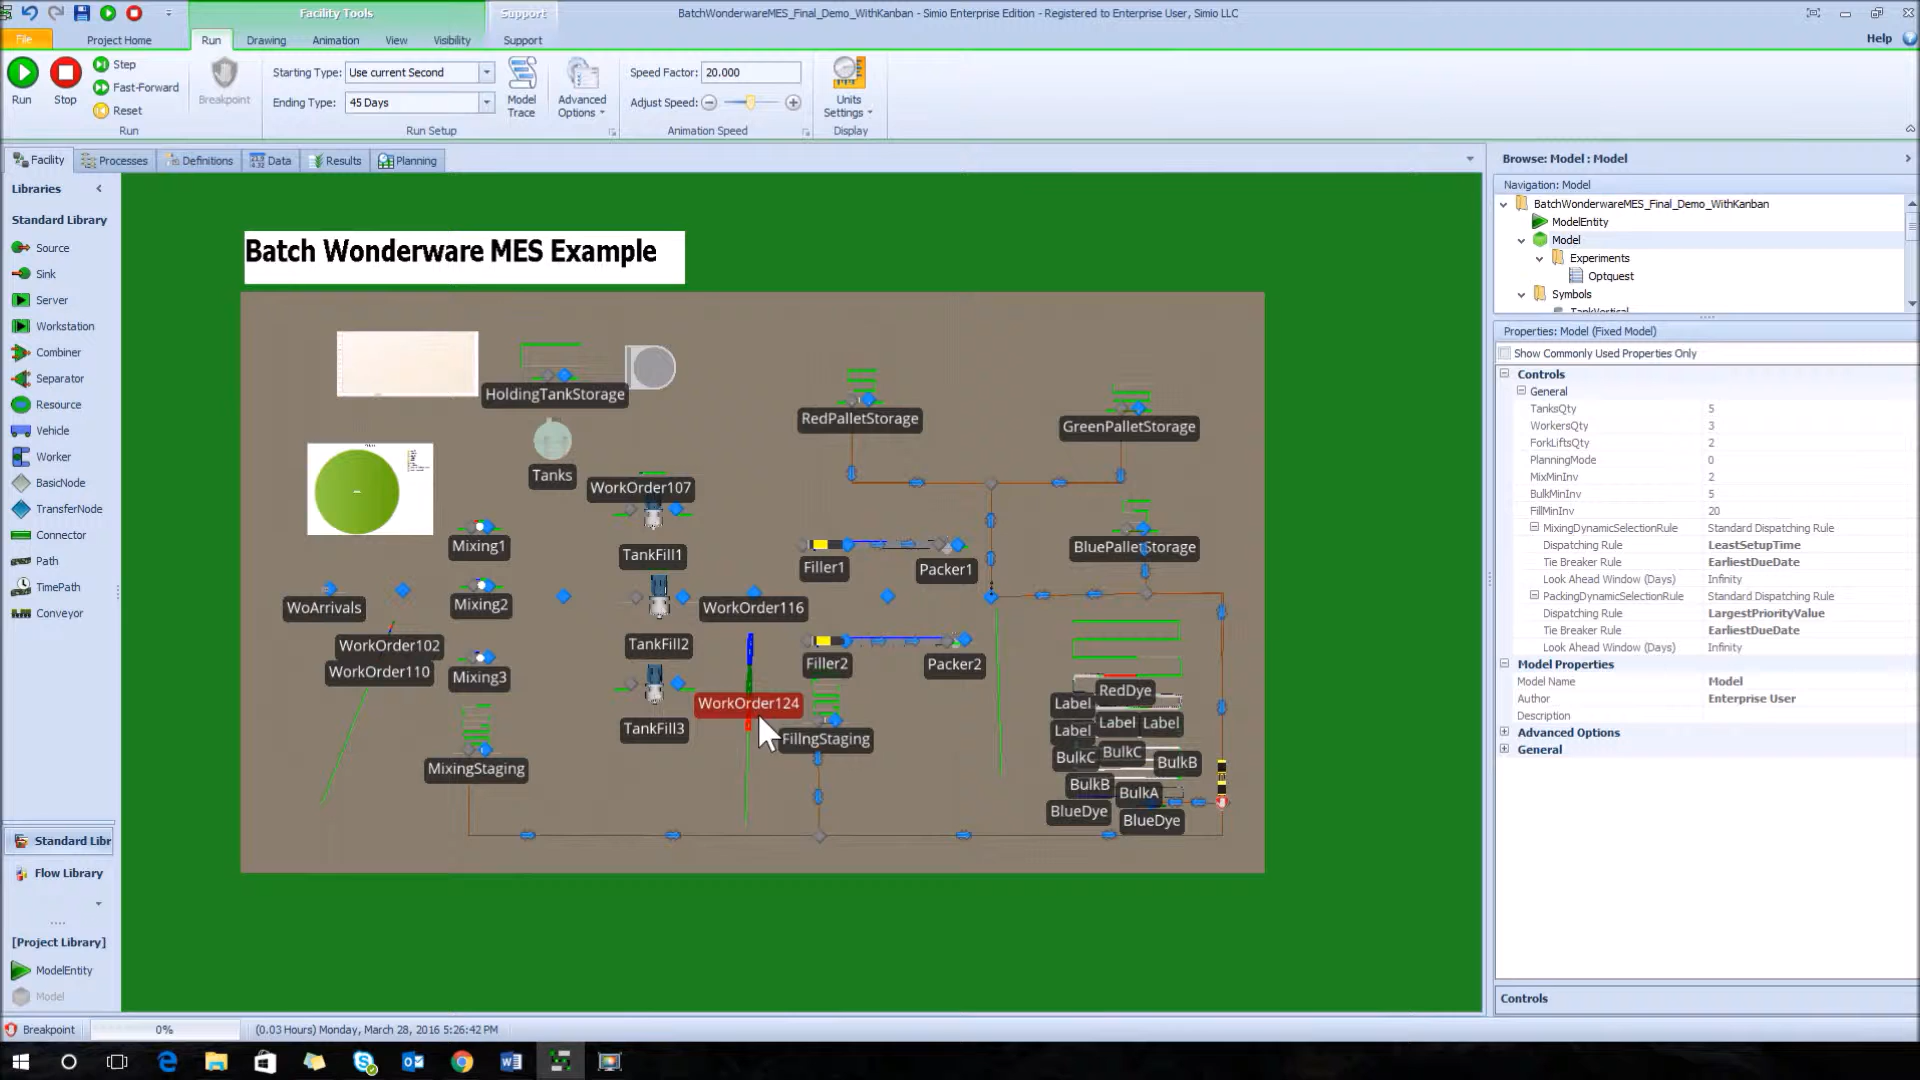 Facility Tools
Support
BatchWonderwareMES_Final_Demo_WithKanban - Simio Enterprise Edition - Registered to Enterprise User, Simio LLC
File
Project Home
Run
Drawing
Animation
View
Visibility
Support
Help
Run
Stop
Step
Fast-Forward
Reset
Run
Breakpoint
Starting Type: Use current Second
Ending Type: 45 Days
Run Setup
Model Trace
Advanced Options
Speed Factor: 20.000
Adjust Speed:
Animation Speed
Units Settings
Display
Facility
Processes
Definitions
Data
Results
Planning
Libraries
Standard Library
Source
Sink
Server
Workstation
Combiner
Separator
Resource
Vehicle
Worker
BasicNode
TransferNode
Connector
Path
TimePath
Conveyor
Standard Libr
Flow Library
[Project Library]
ModelEntity
Model
Batch Wonderware MES Example
HoldingTankStorage
Tanks
WorkOrder107
RedPalletStorage
GreenPalletStorage
BluePalletStorage
Mixing1
TankFill1
Filler1
Packer1
WoArrivals
Mixing2
WorkOrder116
WorkOrder102
WorkOrder110
TankFill2
Mixing3
Filler2
Packer2
WorkOrder124
TankFill3
FillngStaging
MixingStaging
RedDye
Label
Label
Label
Label
BulkC
BulkC
BulkB
BulkB
BulkA
BlueDye
BlueDye
Browse: Model : Model
Navigation: Model
BatchWonderwareMES_Final_Demo_WithKanban
ModelEntity
Model
Experiments
Optquest
Symbols
TankVertical
Properties: Model (Fixed Model)
Show Commonly Used Properties Only
Controls
General
TanksQty 5
WorkersQty 3
ForkLiftsQty 2
PlanningMode 0
MixMinInv 2
BulkMinInv 5
FillMinInv 20
MixingDynamicSelectionRule Standard Dispatching Rule
Dispatching Rule LeastSetupTime
Tie Breaker Rule EarliestDueDate
Look Ahead Window (Days) Infinity
PackingDynamicSelectionRule Standard Dispatching Rule
Dispatching Rule LargestPriorityValue
Tie Breaker Rule EarliestDueDate
Look Ahead Window (Days) Infinity
Model Properties
Model Name Model
Author Enterprise User
Description
Advanced Options
General
Controls
Breakpoint
0%
(0.03 Hours) Monday, March 28, 2016 5:26:42 PM